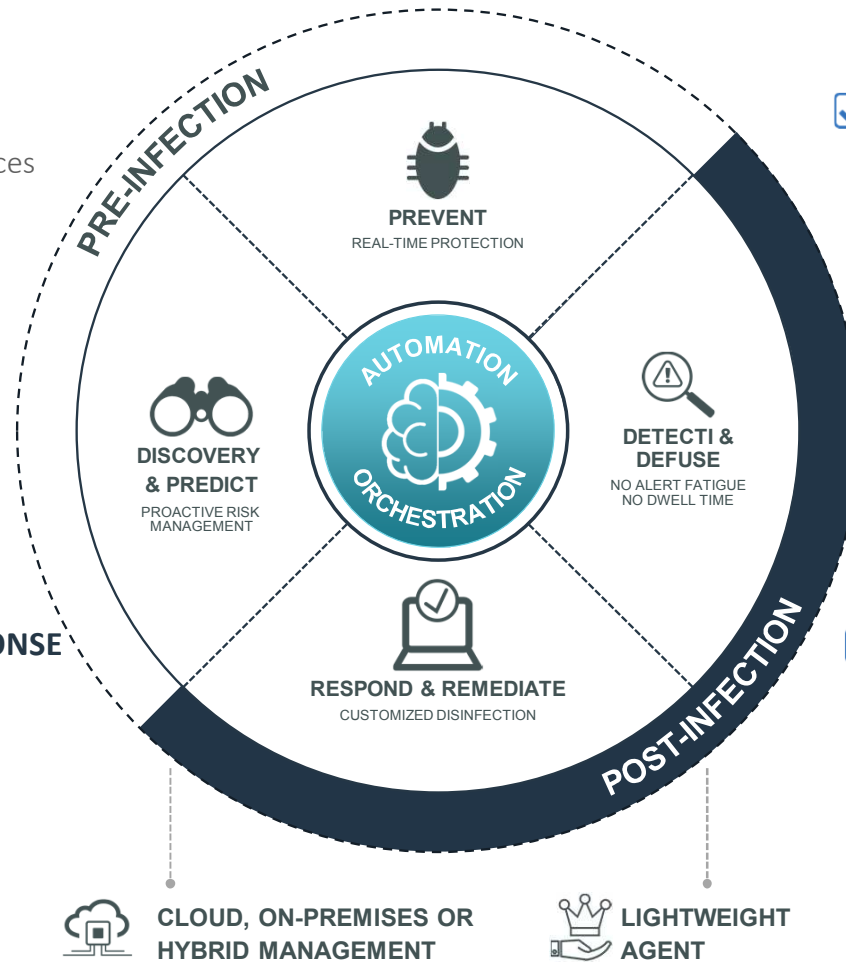 PRE-INFECTION
ces
PREVENT
REAL-TIME PROTECTION
AUTOMATION
ORCHESTRATION
DISCOVERY
& PREDICT
PROACTIVE RISK
MANAGEMENT
DETECTI &
DEFUSE
NO ALERT FATIGUE
NO DWELL TIME
ONSE
RESPOND & REMEDIATE
CUSTOMIZED DISINFECTION
POST-INFECTION
CLOUD, ON-PREMISES OR
HYBRID MANAGEMENT
LIGHTWEIGHT
AGENT